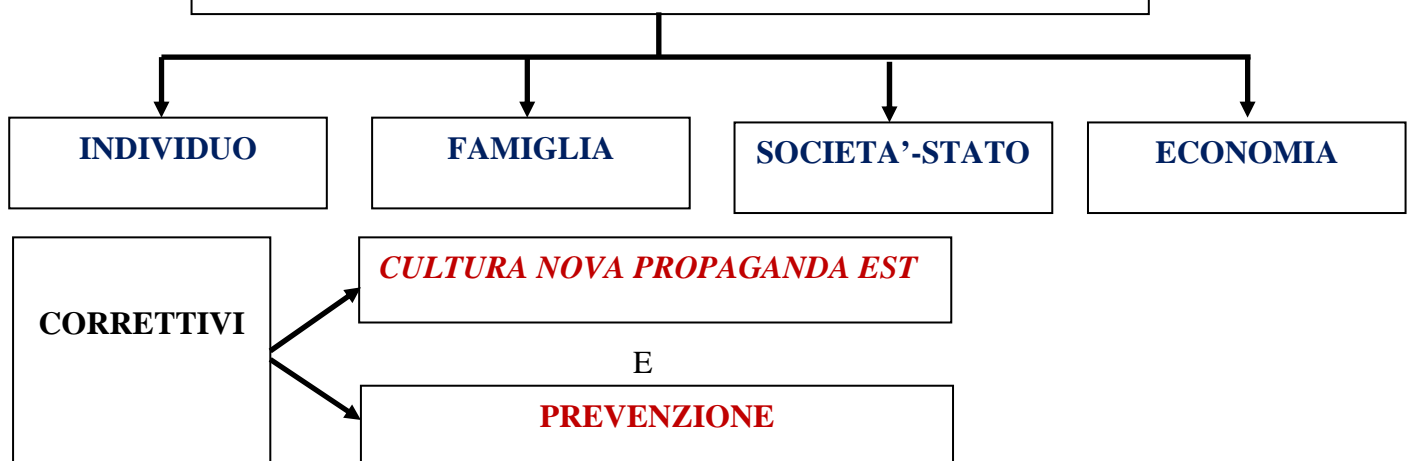 INDIVIDUO
FAMIGLIA
SOCIETA’-STATO
ECONOMIA
CULTURA NOVA PROPAGANDA EST
CORRETTIVI
E
PREVENZIONE